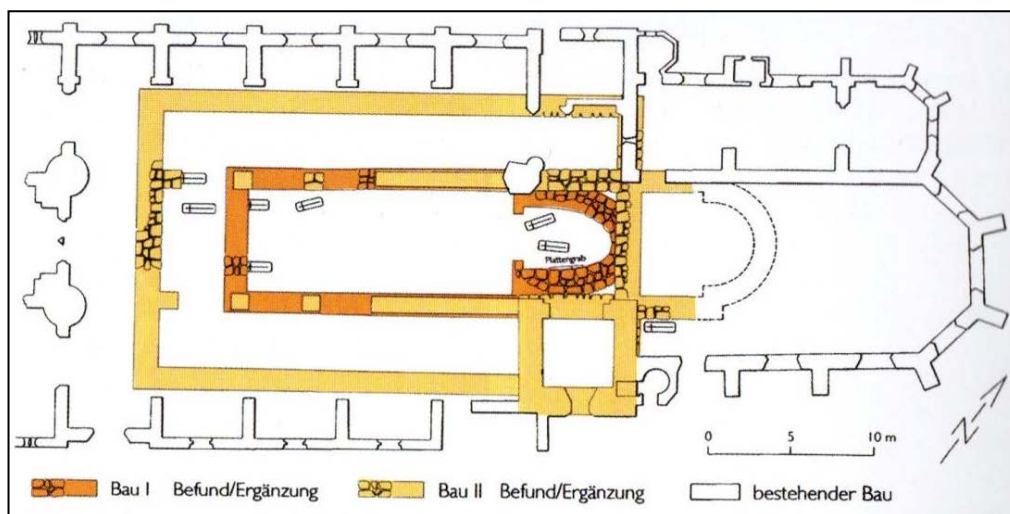 Plattengrab
N
0 5 10 m
Bau I Befund/Ergänzung Bau II Befund/Ergänzung bestehender Bau